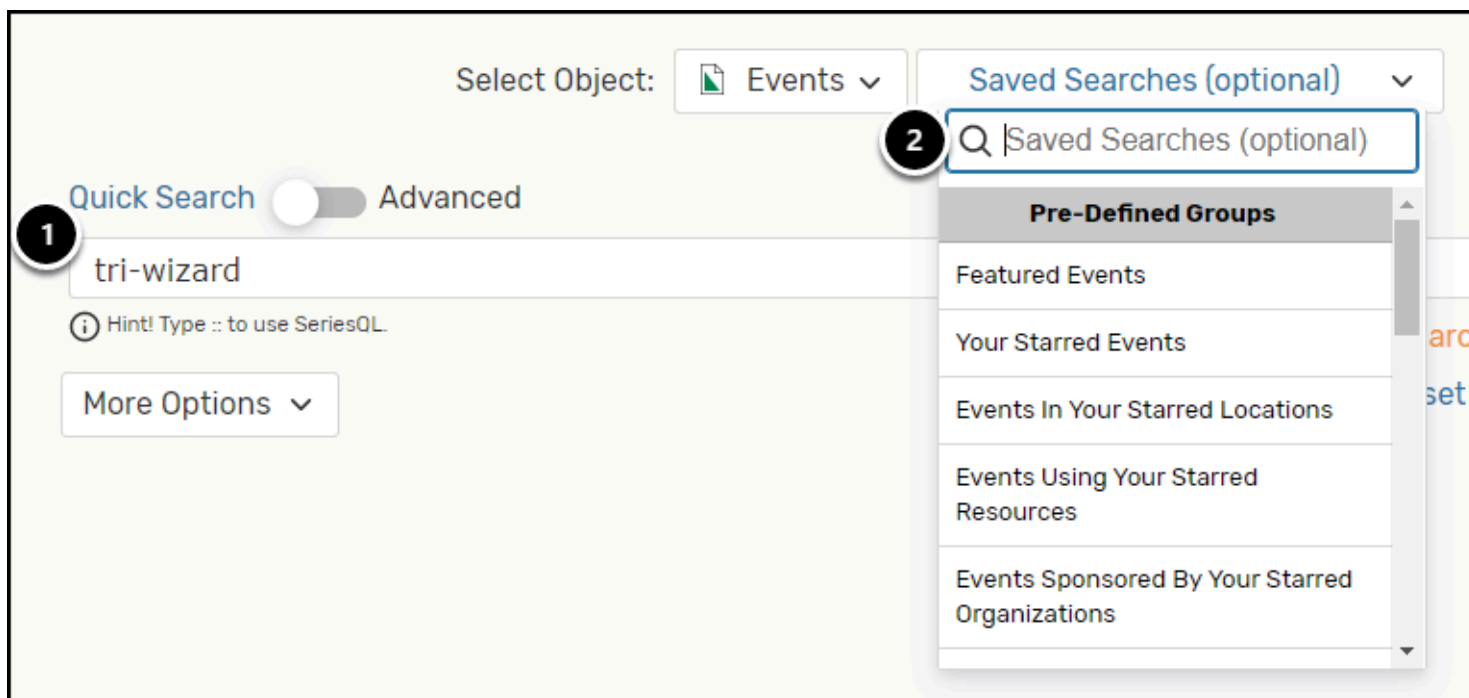 Select Object: Events Saved Searches (optional)
2 Saved Searches (optional)
Quick Search Advanced
1
tri-wizard
Hint! Type :: to use SeriesQL.
More Options
Pre-Defined Groups
Featured Events
Your Starred Events
Events In Your Starred Locations
Events Using Your Starred
Resources
Events Sponsored By Your Starred
Organizations
arc
set